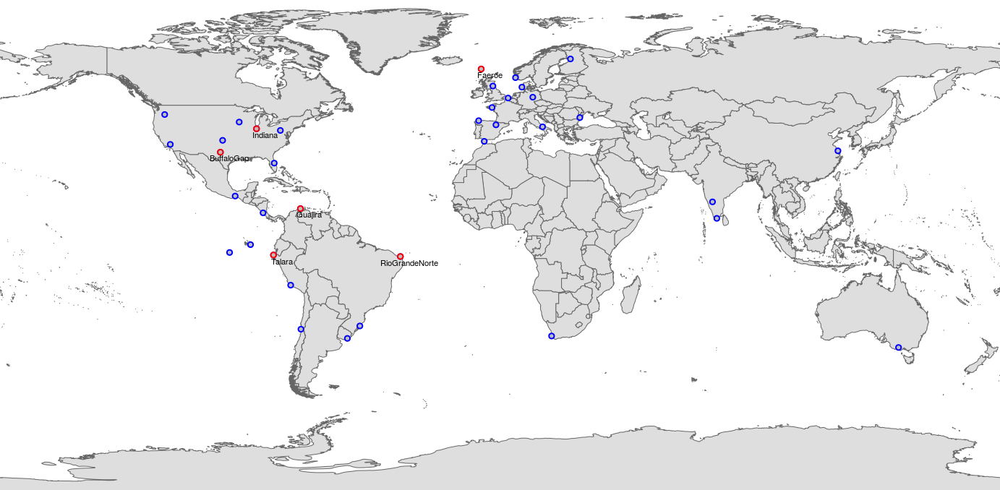 Faeroe
Indiana
BuffaloGap
Guajira
Talara
RioGrandeNorte